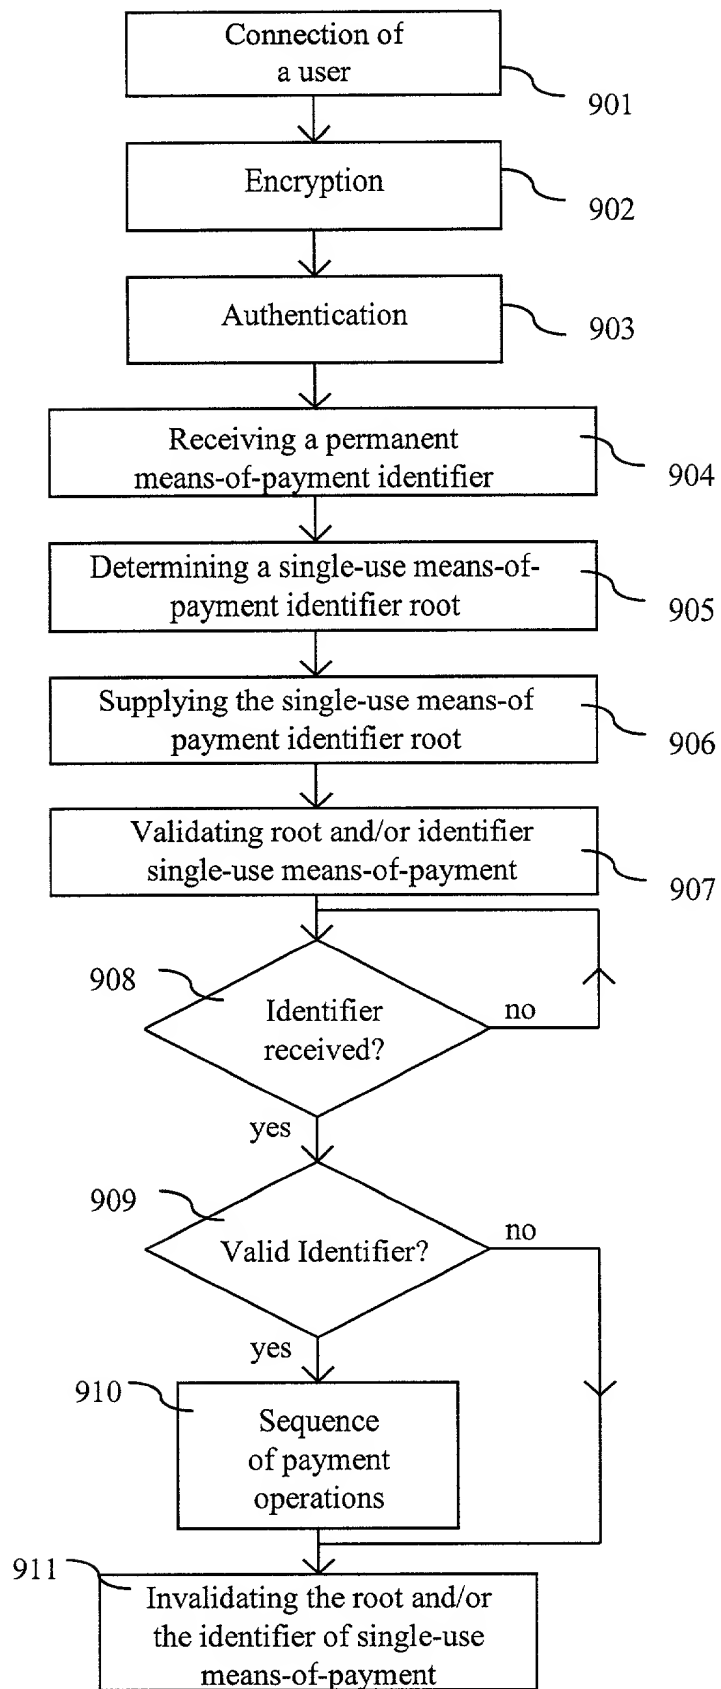 Connection of
a user
901
Encryption
902
Authentication
903
Receiving a permanent
means-of-payment identifier
904
Determining a single-use means-of-
payment identifier root
905
Supplying the single-use means-of
payment identifier root
906
Validating root and/or identifier
single-use means-of-payment
907
908
Identifier
received?
no
yes
909
Valid Identifier?
no
yes
910
Sequence
of payment
operations
911
Invalidating the root and/or
the identifier of single-use
means-of-payment